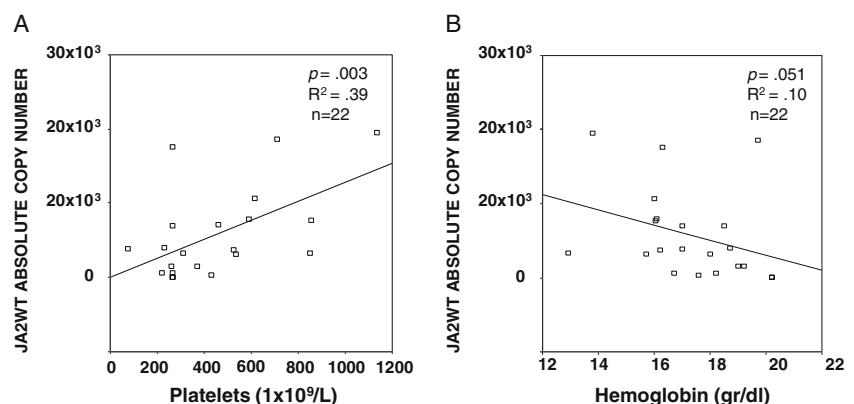 A
JA2WT ABSOLUTE COPY NUMBER
30x10³
20x10³
20x10³
0
p= .003
R² = .39
n=22
0 200 400 600 800 1000 1200
Platelets (1x10⁹/L)
B
JA2WT ABSOLUTE COPY NUMBER
30x10³
20x10³
20x10³
0
p= .051
R² = .10
n=22
12 14 16 18 20 22
Hemoglobin (gr/dl)